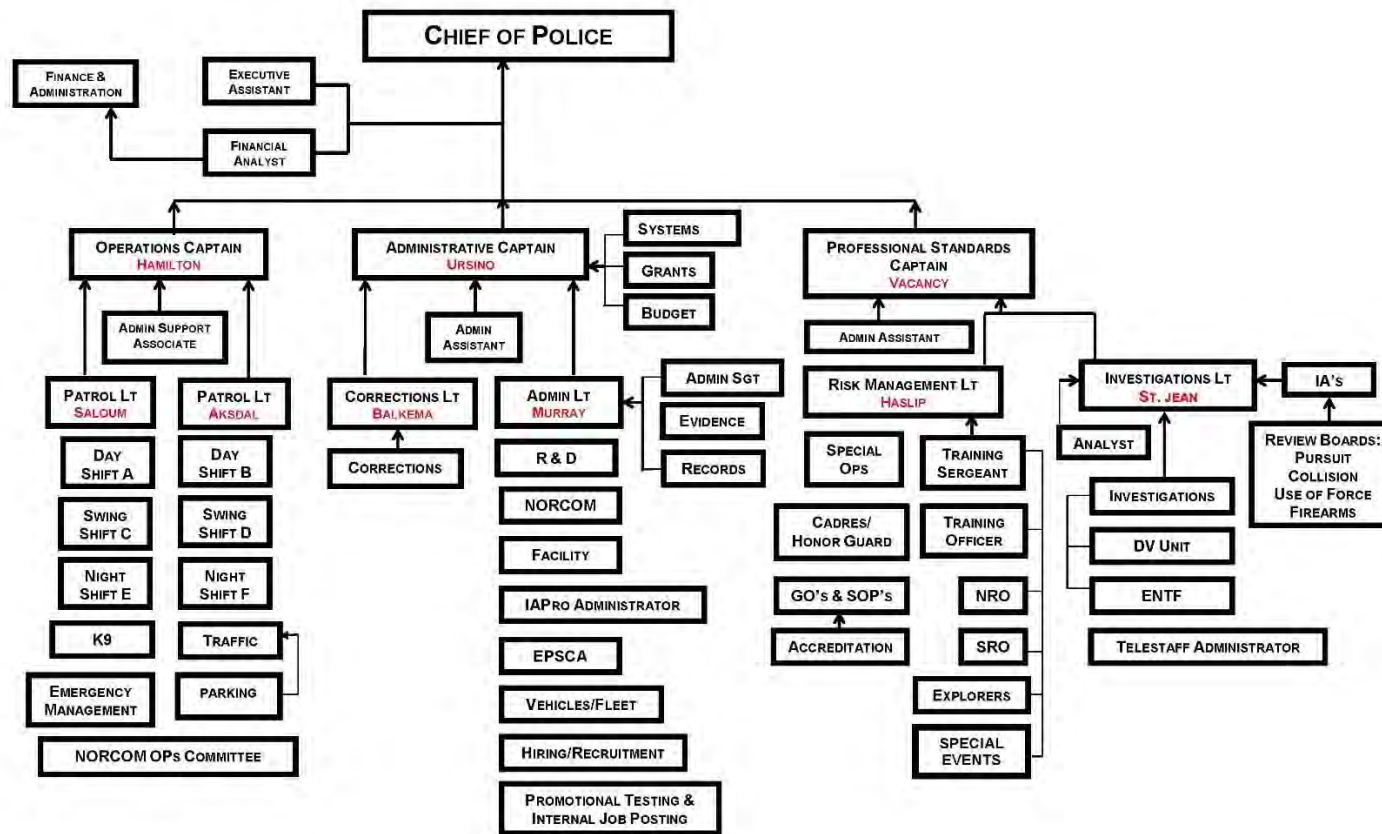 CHIEF OF POLICE
FINANCE &
ADMINISTRATION
EXECUTIVE
ASSISTANT
FINANCIAL
ANALYST
OPERATIONS CAPTAIN
HAMILTON
ADMINISTRATIVE CAPTAIN
URSINO
SYSTEMS
GRANTS
BUDGET
PROFESSIONAL STANDARDS
CAPTAIN
VACANCY
ADMIN SUPPORT
ASSOCIATE
ADMIN
ASSISTANT
ADMIN ASSISTANT
PATROL LT
SALOUM
PATROL LT
AKSDAL
CORRECTIONS LT
BALKEMA
ADMIN LT
MURRAY
ADMIN SGT
EVIDENCE
RECORDS
RISK MANAGEMENT LT
HASLIP
INVESTIGATIONS LT
ST. JEAN
IA's
DAY
SHIFT A
DAY
SHIFT B
CORRECTIONS
R & D
SPECIAL
OPS
TRAINING
SERGEANT
ANALYST
REVIEW BOARDS:
PURSUIT
COLLISION
USE OF FORCE
FIREARMS
SWING
SHIFT C
SWING
SHIFT D
NORCOM
CADRES/
HONOR GUARD
TRAINING
OFFICER
INVESTIGATIONS
DV UNIT
ENTF
NIGHT
SHIFT E
NIGHT
SHIFT F
FACILITY
IAPRO ADMINISTRATOR
GO's & SOP's
NRO
K9
TRAFFIC
EPSCA
ACCREDITATION
SRO
TELESTAFF ADMINISTRATOR
EMERGENCY
MANAGEMENT
PARKING
VEHICLES/FLEET
EXPLORERS
NORCOM OPs COMMITTEE
HIRING/RECRUITMENT
SPECIAL
EVENTS
PROMOTIONAL TESTING &
INTERNAL JOB POSTING